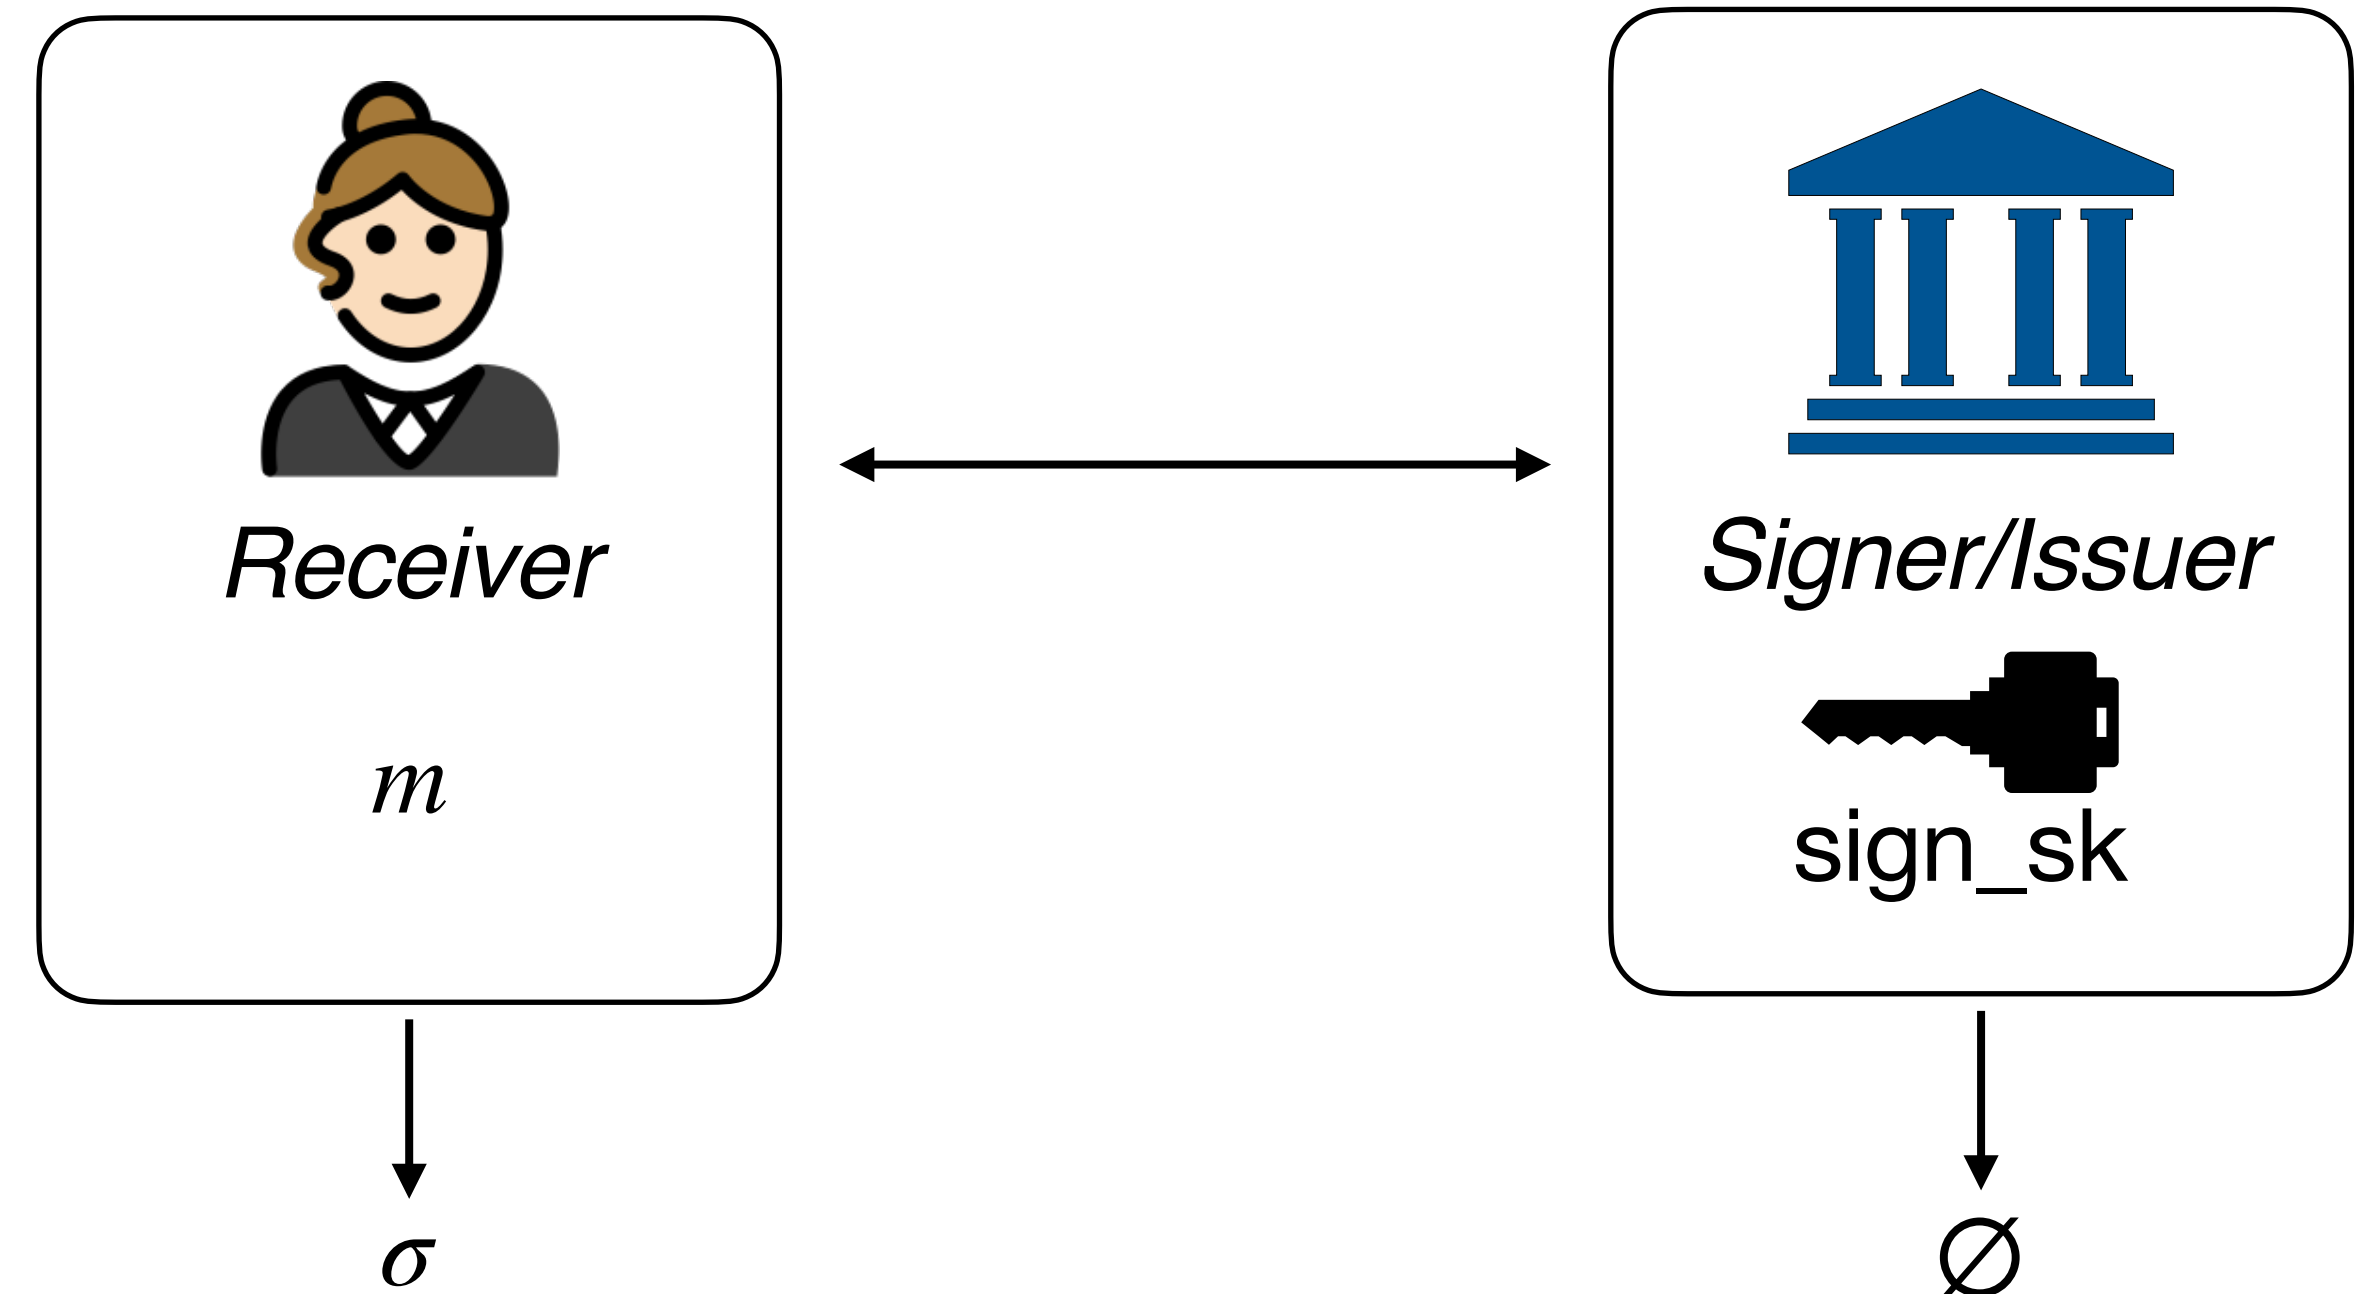 Receiver
m
σ
Signer/Issuer
sign_sk
∅